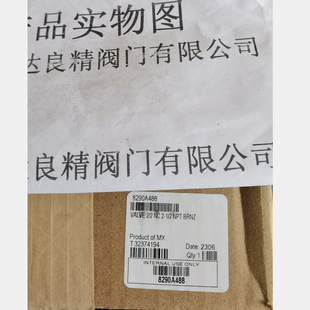 产品实物图
达良精阀门有限公司
良精阀门有限公司
8290A488
VALVE 2/2 NC 2-1/2 NPT BRNZ
Product of MX
T 32374194
Date: 2306
Qty 1
INTERNAL USE ONLY
8290A488